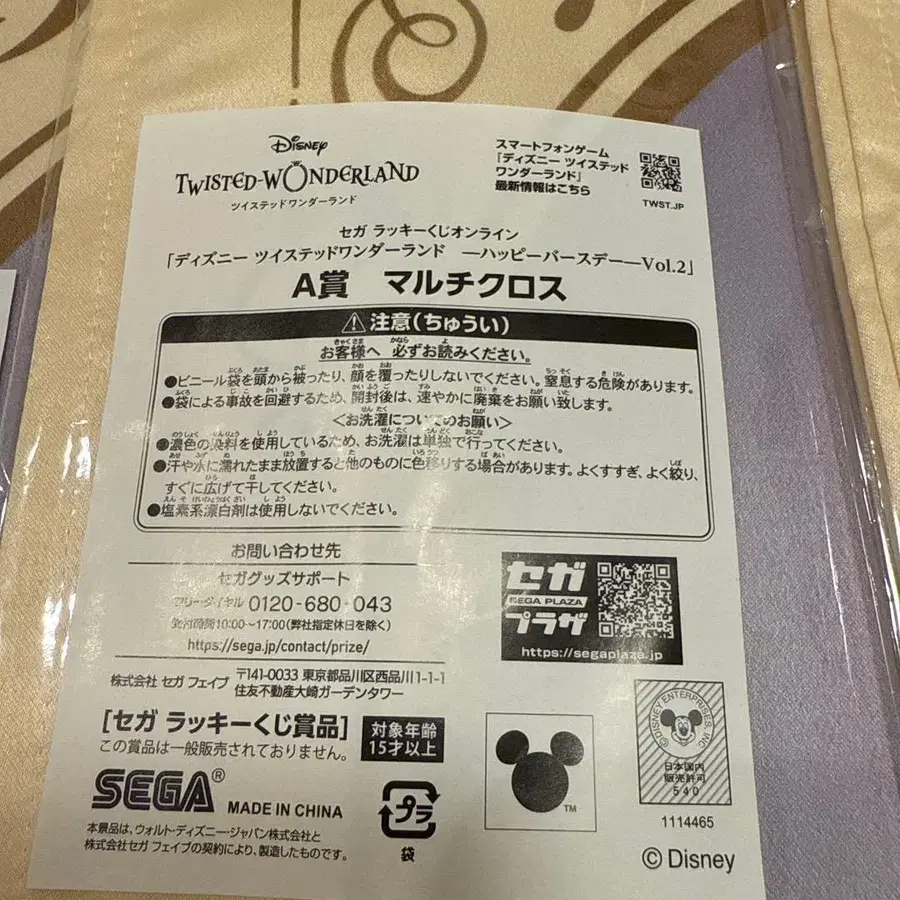 Disney
TWISTED-WONDERLAND
ツイステッドワンダーランド
スマートフォンゲーム
「ディズニー ツイステッド
ワンダーランド」
最新情報はこちら
TWST.JP
セガ ラッキーくじオンライン
「ディズニー ツイステッドワンダーランド ―ハッピーバースデー―Vol.2」
A賞 マルチクロス
注意(ちゅうい)
お客様へ 必ずお読みください。
●ビニール袋を頭から被ったり、顔を覆ったりしないでください。窒息する危険があります。
●袋による事故を回避するため、開封後は、速やかに廃棄をお願い致します。
<お洗濯についてのお願い>
●濃色の染料を使用しているため、お洗濯は単独で行ってください。
●汗や水に濡れたまま放置すると他のものに色移りする場合があります。よくすすぎ、よく絞り、
すぐに広げて干してください。
●塩素系漂白剤は使用しないでください。
お問い合わせ先
セガグッズサポート
フリーダイヤル 0120-680-043
受付時間10:00~17:00(弊社指定休日を除く)
https://sega.jp/contact/prize/
セガ
SEGA PLAZA
プラザ
https://segaplaza.jp
株式会社 セガ フェイブ 〒141-0033 東京都品川区西品川1-1-1
住友不動産大崎ガーデンタワー
[セガ ラッキーくじ賞品]
この賞品は一般販売されておりません。
対象年齢
15才以上
SEGA®
MADE IN CHINA
本景品は、ウォルト・ディズニー・ジャパン株式会社と
株式会社セガ フェイブの契約により、製造したものです。
プラ
袋
TM
©DISNEY ENTERPRISES, INC
日本国内
販売許可
540
1114465
© Disney